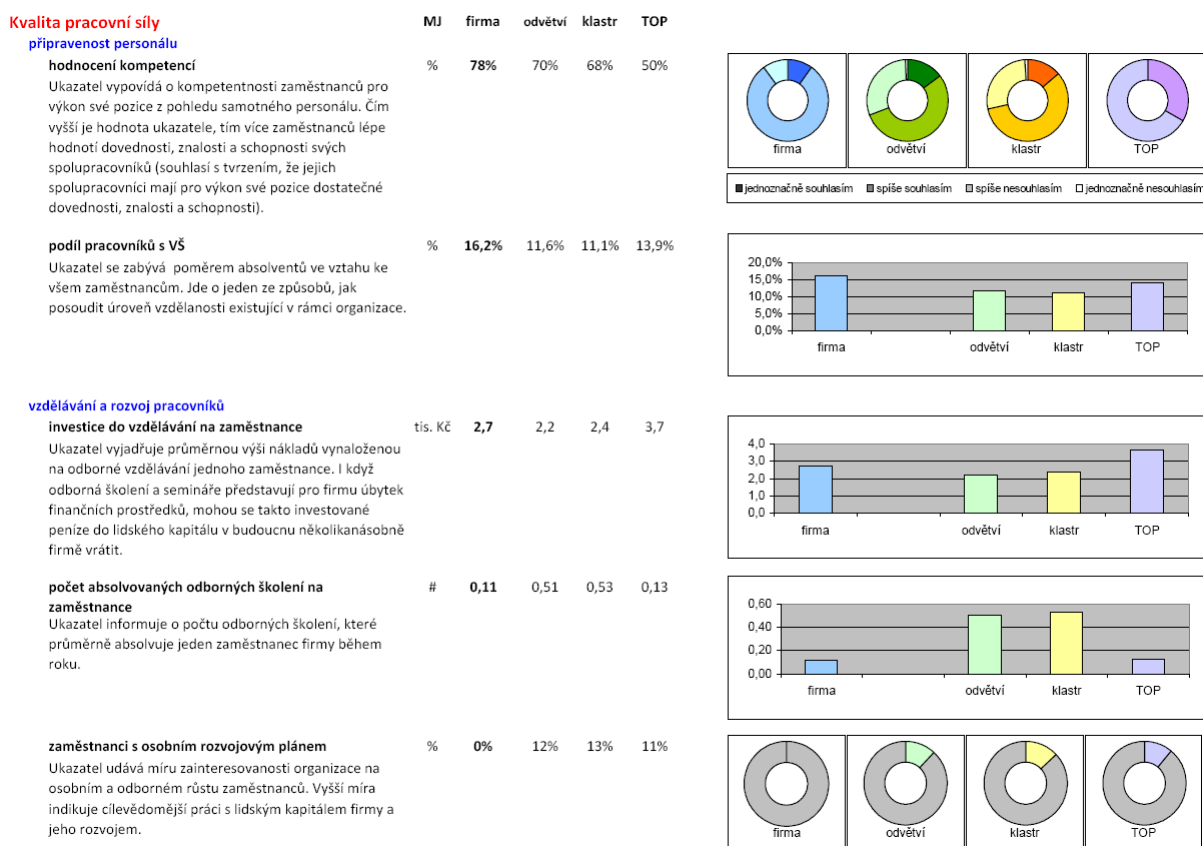 Kvalita pracovní síly MJ firma odvětví klastr TOP
připravenost personálu
hodnocení kompetencí % 78% 70% 68% 50%
Ukazatel vypovídá o kompetentnosti zaměstnanců pro
výkon své pozice z pohledu samotného personálu. Čím
vyšší je hodnota ukazatele, tím více zaměstnanců lépe
hodnotí dovednosti, znalosti a schopnosti svých
spolupracovníků (souhlasí s tvrzením, že jejich
spolupracovníci mají pro výkon své pozice dostatečné
dovednosti, znalosti a schopnosti).
firma odvětví klastr TOP
jednoznačně souhlasím spíše souhlasím spíše nesouhlasím jednoznačně nesouhlasím
podíl pracovníků s VŠ % 16,2% 11,6% 11,1% 13,9%
Ukazatel se zabývá poměrem absolventů ve vztahu ke
všem zaměstnancům. Jde o jeden ze způsobů, jak
posoudit úroveň vzdělanosti existující v rámci organizace.
20,0%
15,0%
10,0%
5,0%
0,0%
firma odvětví klastr TOP
vzdělávání a rozvoj pracovníků
investice do vzdělávání na zaměstnance tis. Kč 2,7 2,2 2,4 3,7
Ukazatel vyjadřuje průměrnou výši nákladů vynaloženou
na odborné vzdělávání jednoho zaměstnance. I když
odborná školení a semináře představují pro firmu úbytek
finančních prostředků, mohou se takto investované
peníze do lidského kapitálu v budoucnu několikanásobně
firmě vrátit.
4,0
3,0
2,0
1,0
0,0
firma odvětví klastr TOP
počet absolvovaných odborných školení na # 0,11 0,51 0,53 0,13
zaměstnance
Ukazatel informuje o počtu odborných školení, které
průměrně absolvuje jeden zaměstnanec firmy během
roku.
0,60
0,40
0,20
0,00
firma odvětví klastr TOP
zaměstnanci s osobním rozvojovým plánem % 0% 12% 13% 11%
Ukazatel udává míru zainteresovanosti organizace na
osobním a odborném růstu zaměstnanců. Vyšší míra
indikuje cílevědomější práci s lidským kapitálem firmy a
jeho rozvojem.
firma odvětví klastr TOP